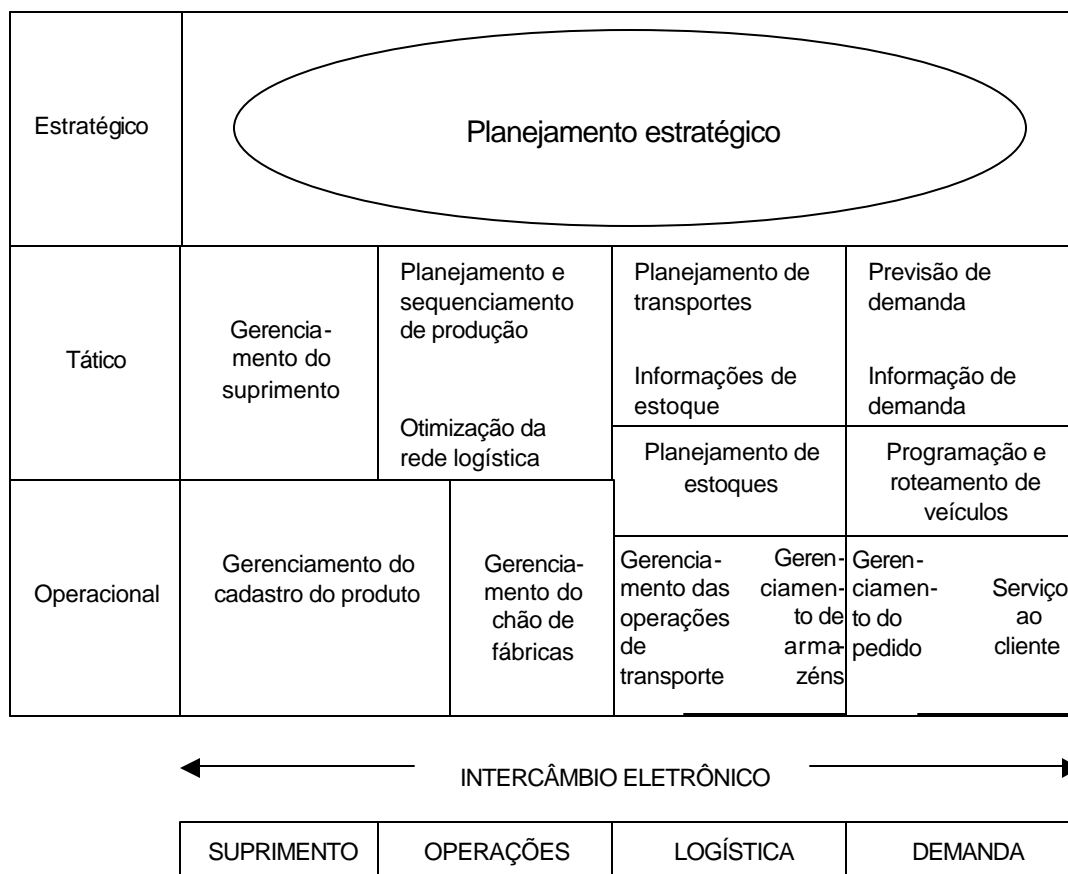 Estratégico
Planejamento estratégico
Tático
Gerencia-
mento do
suprimento
Planejamento e
sequenciamento
de produção
Otimização da
rede logística
Planejamento de
transportes
Informações de
estoque
Planejamento de
estoques
Previsão de
demanda
Informação de
demanda
Programação e
roteamento de
veículos
Operacional
Gerenciamento do
cadastro do produto
Gerencia-
mento do
chão de
fábricas
Gerencia-
mento das
operações
de
transporte
Geren-
ciamen-
to de
arma-
zéns
Geren-
ciamen-
to do
pedido
Serviço
ao
cliente
INTERCÂMBIO ELETRÔNICO
SUPRIMENTO
OPERAÇÕES
LOGÍSTICA
DEMANDA